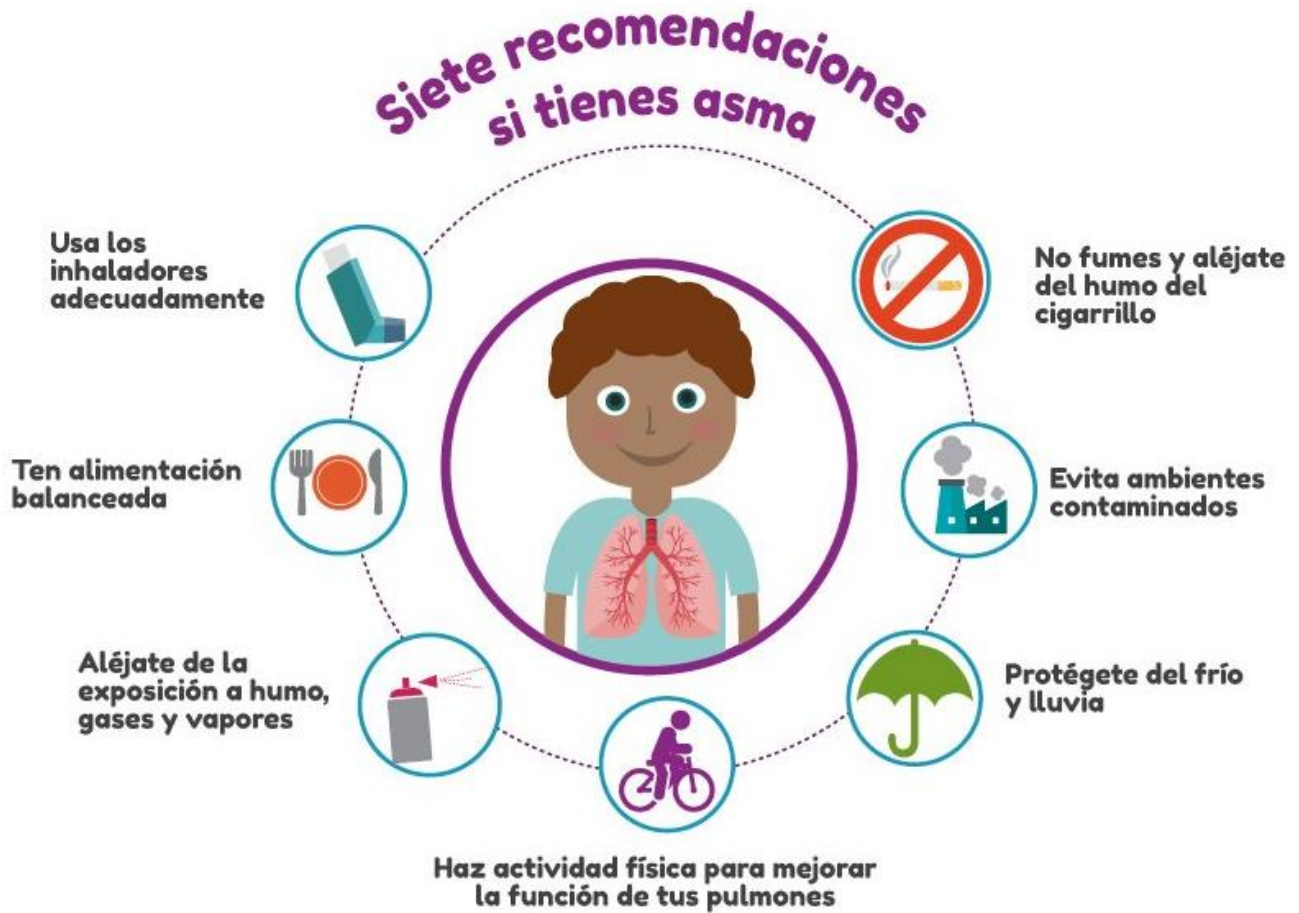 Siete recomendaciones
si tienes asma
Usa los
inhaladores
adecuadamente
No fumes y aléjate
del humo del
cigarrillo
Ten alimentación
balanceada
Evita ambientes
contaminados
Aléjate de la
exposición a humo,
gases y vapores
Protégete del frío
y lluvia
Haz actividad física para mejorar
la función de tus pulmones